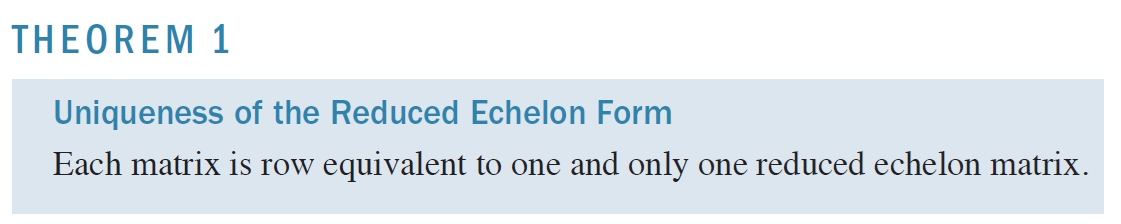 THEOREM 1
Uniqueness of the Reduced Echelon Form
Each matrix is row equivalent to one and only one reduced echelon matrix.